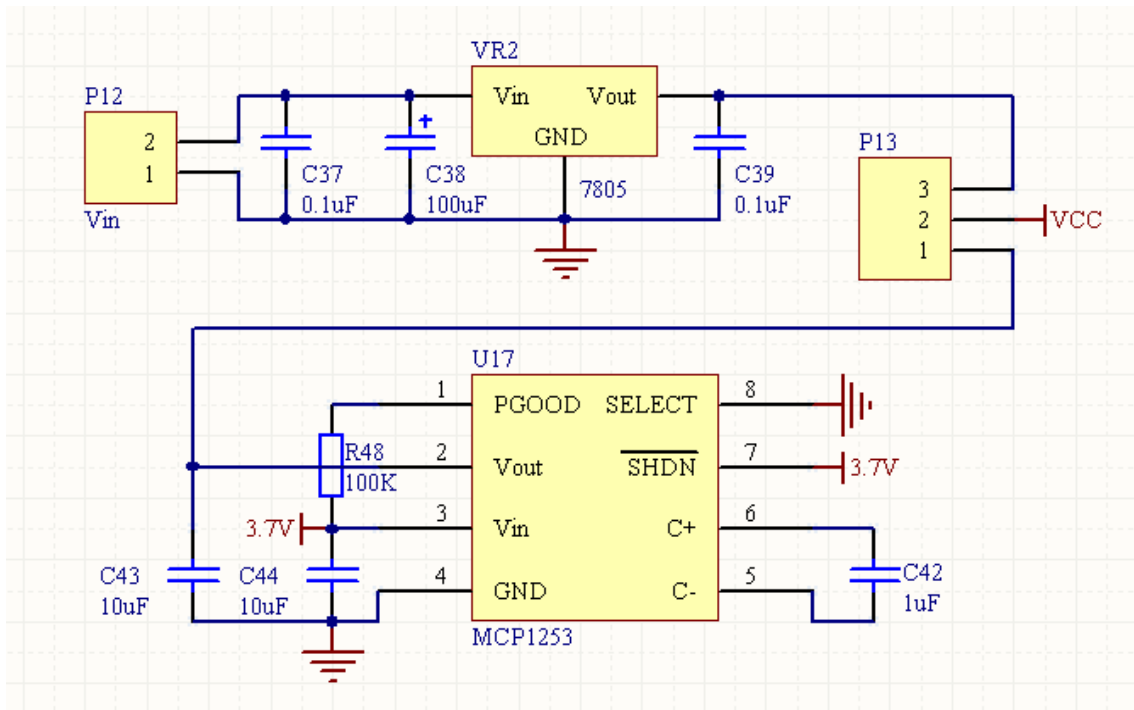 VR2
P12
Vin Vout
GND
2
1
P13
C37
0.1uF
C38
100uF
7805
C39
0.1uF
Vin
+
3
2
1
VCC
U17
1
PGOOD SELECT
8
R48
100K
2
Vout
SHDN
7
3.7V
3.7V
3
Vin
C+
6
C43
10uF
C44
10uF
4
GND
C-
5
C42
1uF
MCP1253